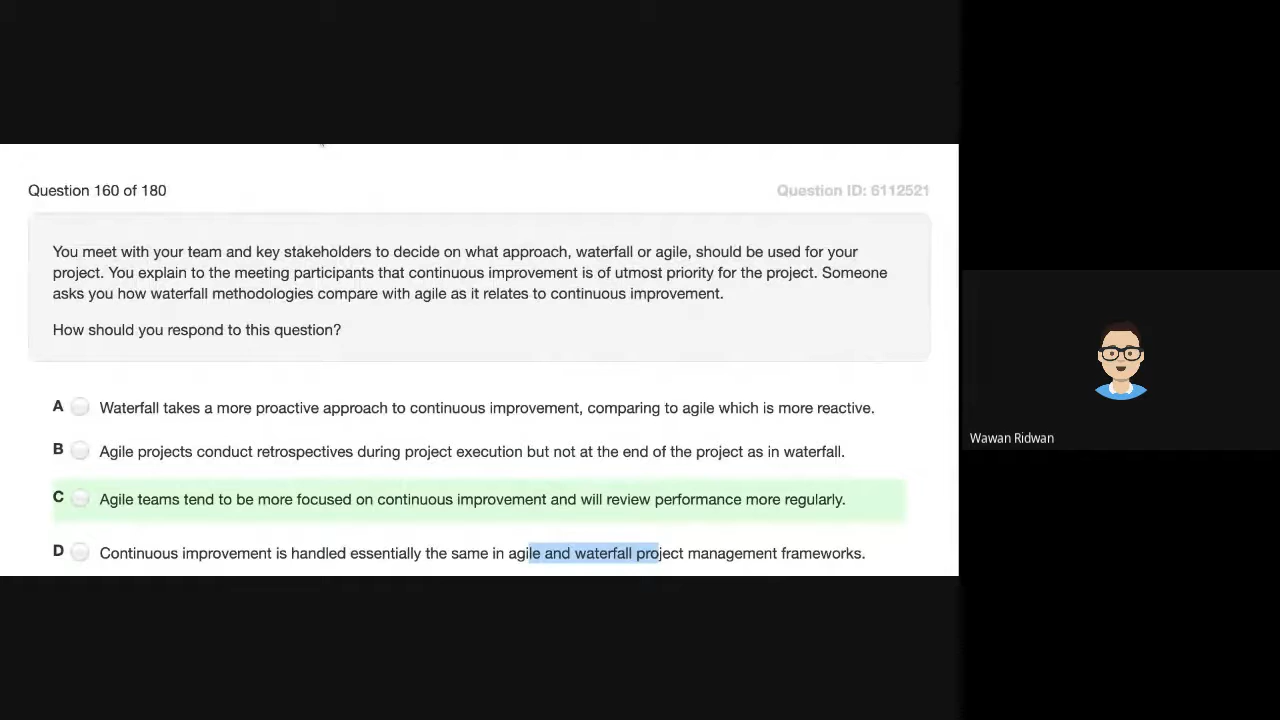 Question 160 of 180
Question ID: 6112521
You meet with your team and key stakeholders to decide on what approach, waterfall or agile, should be used for your
project. You explain to the meeting participants that continuous improvement is of utmost priority for the project. Someone
asks you how waterfall methodologies compare with agile as it relates to continuous improvement.
How should you respond to this question?
A Waterfall takes a more proactive approach to continuous improvement, comparing to agile which is more reactive.
B Agile projects conduct retrospectives during project execution but not at the end of the project as in waterfall.
C Agile teams tend to be more focused on continuous improvement and will review performance more regularly.
D Continuous improvement is handled essentially the same in agile and waterfall project management frameworks.
Wawan Ridwan